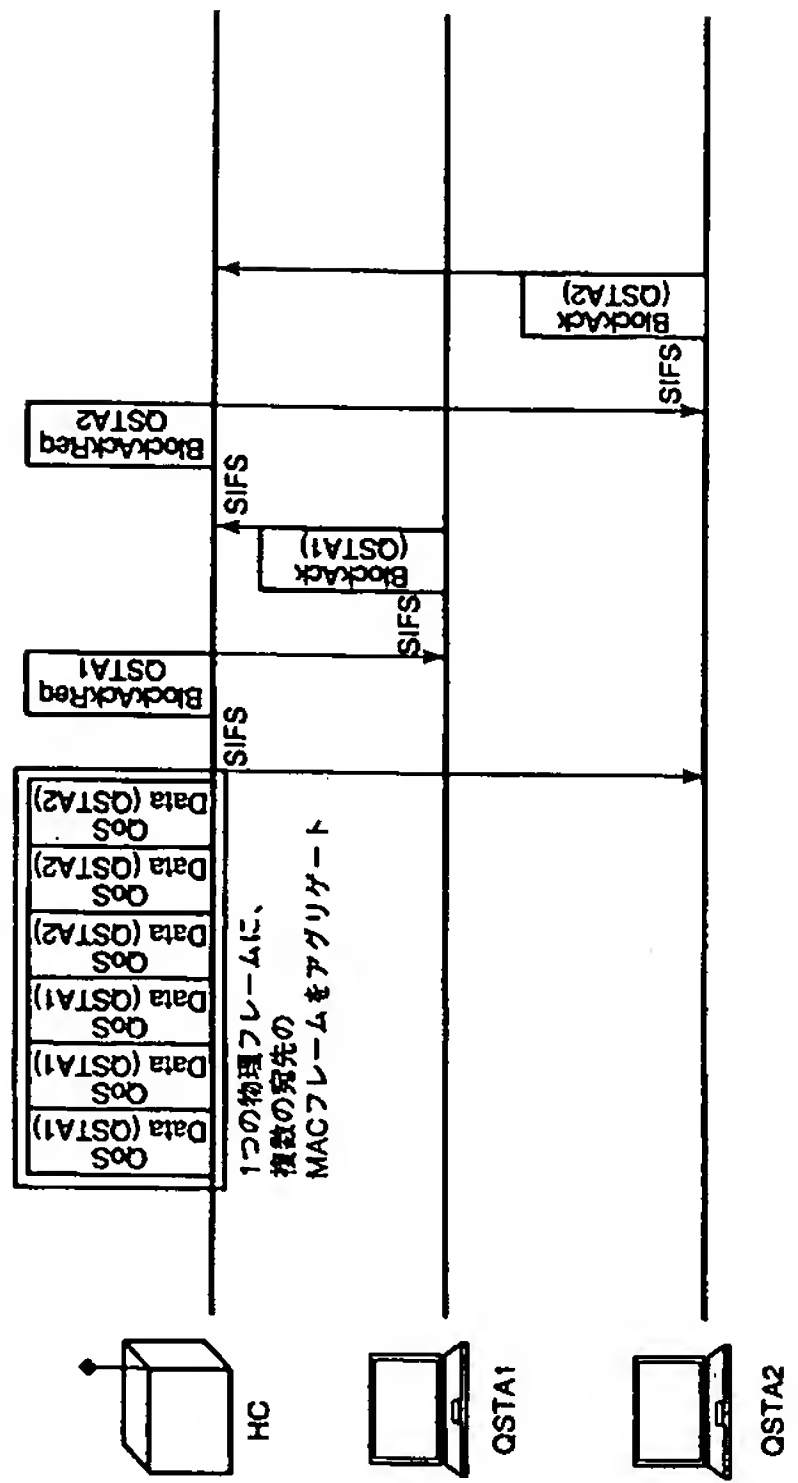 HC
QSTA1
QSTA2
QoS
Data (QSTA1)
QoS
Data (QSTA1)
QoS
Data (QSTA1)
QoS
Data (QSTA2)
QoS
Data (QSTA2)
QoS
Data (QSTA2)
1つの物理フレームに、
複数の宛先の
MACフレームをアグリゲート
SIFS
BlockAckReq
QSTA1
SIFS
BlockAck
(QSTA1)
SIFS
BlockAckReq
QSTA2
SIFS
BlockAck
(QSTA2)